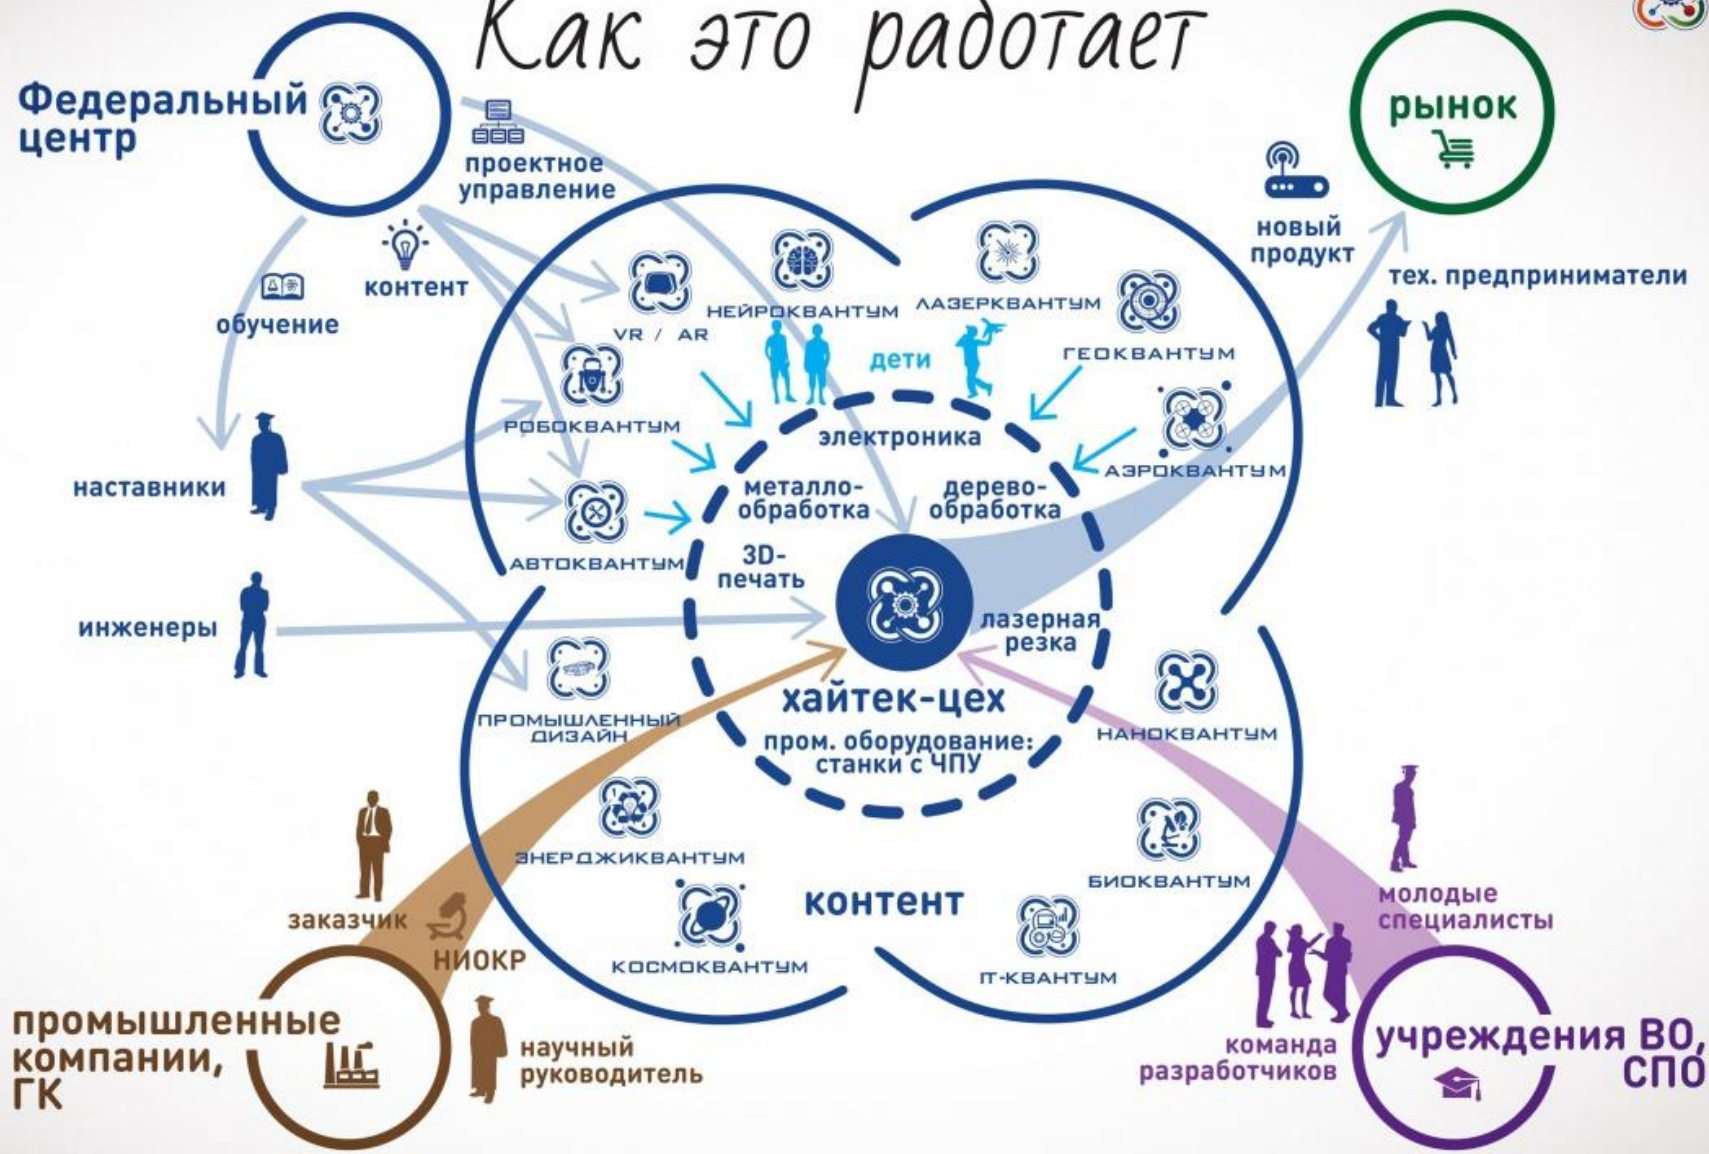 Как это работает
Федеральный
центр
проектное
управление
контент
обучение
рынок
новый
продукт
тех. предприниматели
VR / AR
НЕЙРОКВАНТУМ
ЛАЗЕРКВАНТУМ
ГЕОКВАНТУМ
дети
РОБОКВАНТУМ
АЭРОКВАНТУМ
АВТОКВАНТУМ
электроника
металло-
обработка
дерево-
обработка
3D-
печать
лазерная
резка
хайтек-цех
пром. оборудование:
станки с ЧПУ
наставники
инженеры
ПРОМЫШЛЕННЫЙ
ДИЗАЙН
НАНОКВАНТУМ
ЭНЕРДЖИКВАНТУМ
БИОКВАНТУМ
контент
КОСМОКВАНТУМ
IT-КВАНТУМ
заказчик
НИОКР
промышленные
компании,
ГК
научный
руководитель
молодые
специалисты
команда
разработчиков
учреждения ВО,
СПО